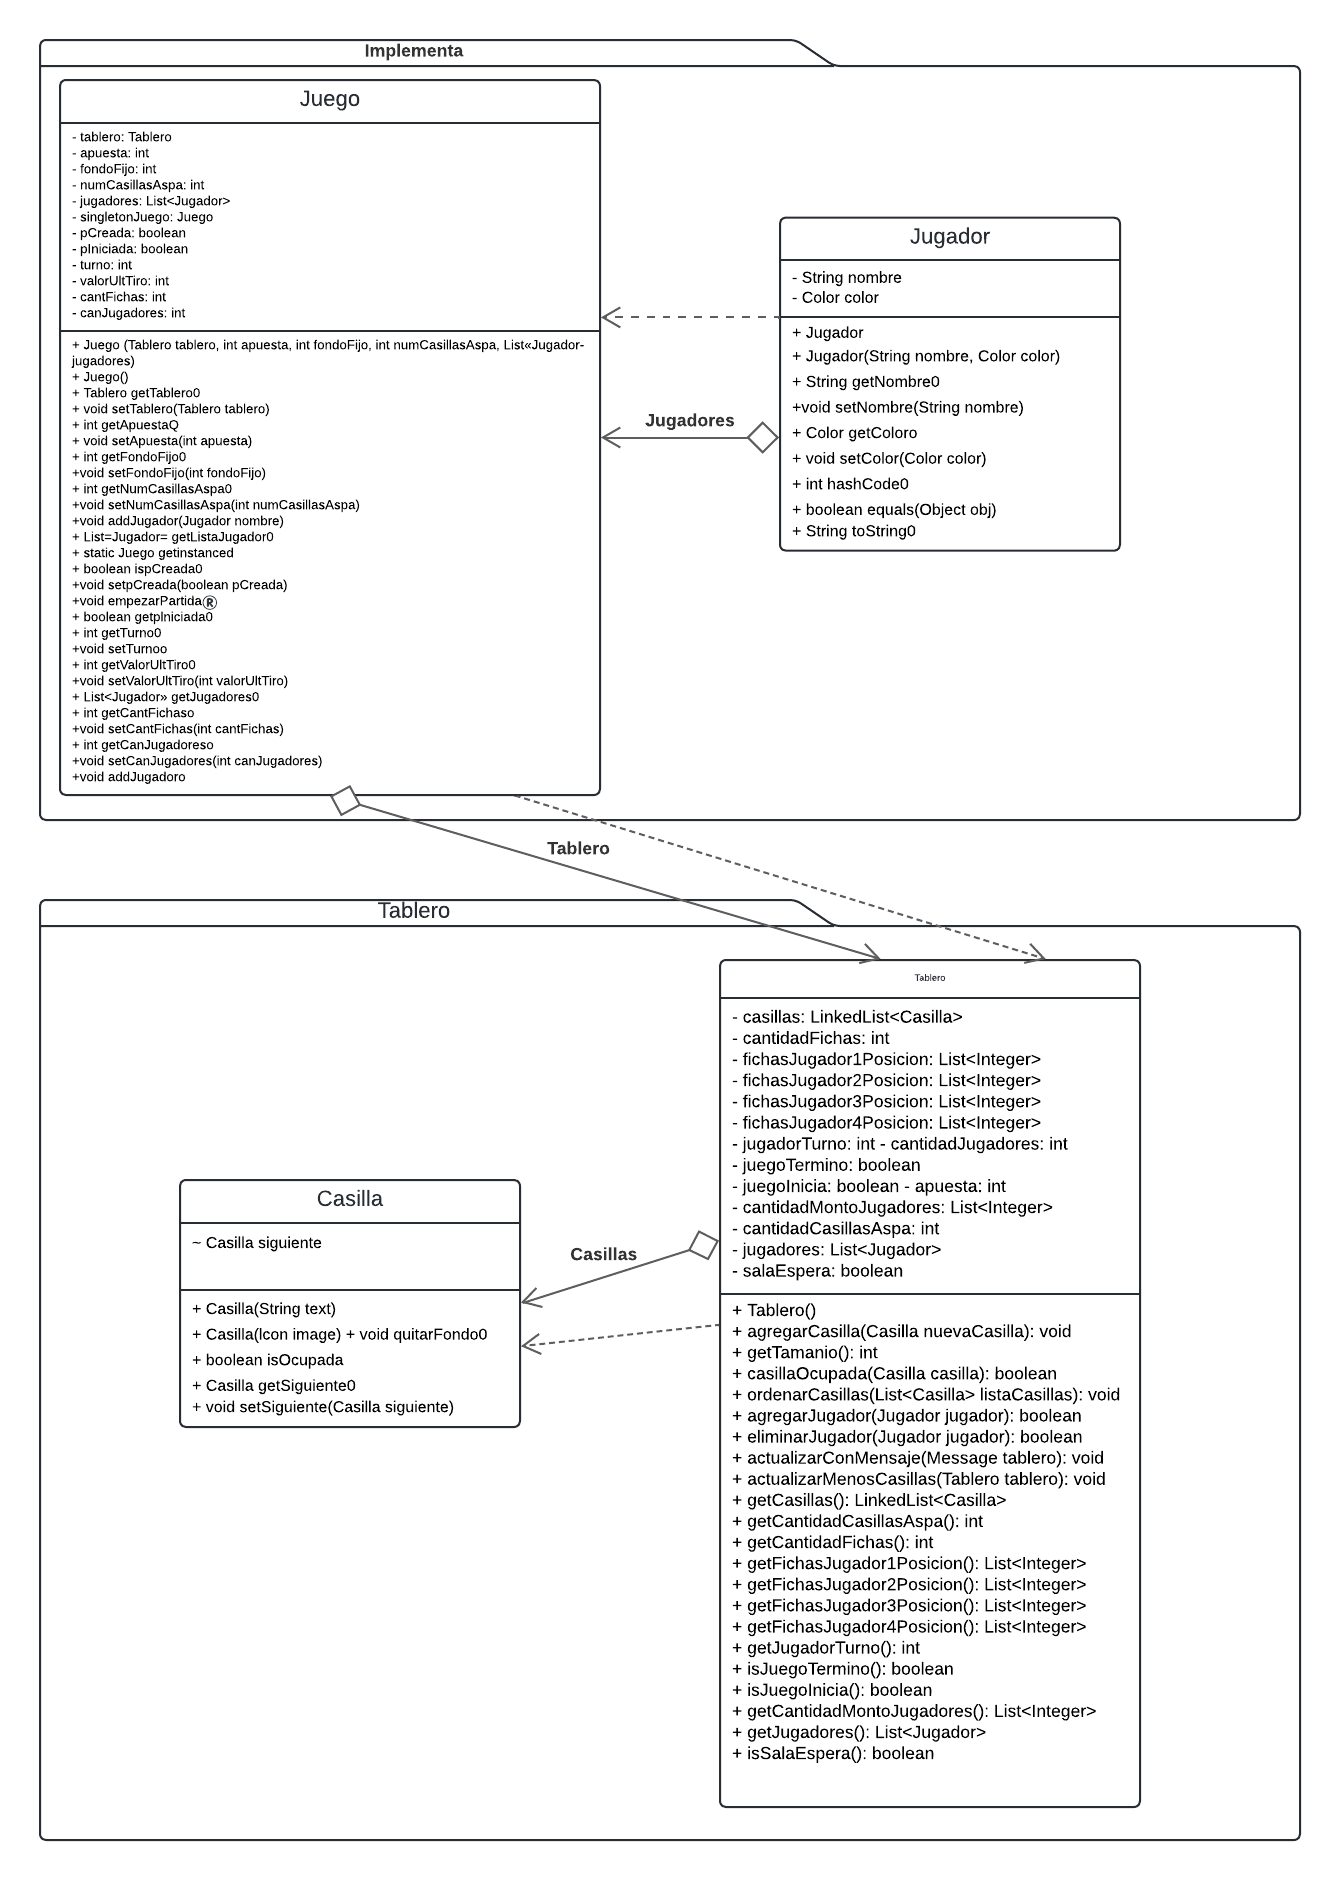 Implementa
Juego
- tablero: Tablero
- apuesta: int
- fondoFijo: int
- numCasillasAspa: int
- jugadores: List<Jugador>
- singletonJuego: Juego
- pCreada: boolean
- pIniciada: boolean
- turno: int
- valorUltTiro: int
- cantFichas: int
- canJugadores: int
+ Juego (Tablero tablero, int apuesta, int fondoFijo, int numCasillasAspa, List«Jugador-
jugadores)
+ Juego()
+ Tablero getTablero0
+ void setTablero(Tablero tablero)
+ int getApuestaQ
+ void setApuesta(int apuesta)
+ int getFondoFijo0
+void setFondoFijo(int fondoFijo)
+ int getNumCasillasAspa0
+void setNumCasillasAspa(int numCasillasAspa)
+void addJugador(Jugador nombre)
+ List=Jugador= getListaJugador0
+ static Juego getinstanced
+ boolean ispCreada0
+void setpCreada(boolean pCreada)
+void empezarPartida®
+ boolean getplniciada0
+ int getTurno0
+void setTurnoo
+ int getValorUltTiro0
+void setValorUltTiro(int valorUltTiro)
+ List<Jugador» getJugadores0
+ int getCantFichaso
+void setCantFichas(int cantFichas)
+ int getCanJugadoreso
+void setCanJugadores(int canJugadores)
+void addJugadoro
Jugador
- String nombre
- Color color
+ Jugador
+ Jugador(String nombre, Color color)
+ String getNombre0
+void setNombre(String nombre)
+ Color getColoro
+ void setColor(Color color)
+ int hashCode0
+ boolean equals(Object obj)
+ String toString0
Jugadores
Tablero
Tablero
Tablero
- casillas: LinkedList<Casilla>
- cantidadFichas: int
- fichasJugador1Posicion: List<Integer>
- fichasJugador2Posicion: List<Integer>
- fichasJugador3Posicion: List<Integer>
- fichasJugador4Posicion: List<Integer>
- jugadorTurno: int - cantidadJugadores: int
- juegoTermino: boolean
- juegoInicia: boolean - apuesta: int
- cantidadMontoJugadores: List<Integer>
- cantidadCasillasAspa: int
- jugadores: List<Jugador>
- salaEspera: boolean
+ Tablero()
+ agregarCasilla(Casilla nuevaCasilla): void
+ getTamanio(): int
+ casillaOcupada(Casilla casilla): boolean
+ ordenarCasillas(List<Casilla> listaCasillas): void
+ agregarJugador(Jugador jugador): boolean
+ eliminarJugador(Jugador jugador): boolean
+ actualizarConMensaje(Message tablero): void
+ actualizarMenosCasillas(Tablero tablero): void
+ getCasillas(): LinkedList<Casilla>
+ getCantidadCasillasAspa(): int
+ getCantidadFichas(): int
+ getFichasJugador1Posicion(): List<Integer>
+ getFichasJugador2Posicion(): List<Integer>
+ getFichasJugador3Posicion(): List<Integer>
+ getFichasJugador4Posicion(): List<Integer>
+ getJugadorTurno(): int
+ isJuegoTermino(): boolean
+ isJuegoInicia(): boolean
+ getCantidadMontoJugadores(): List<Integer>
+ getJugadores(): List<Jugador>
+ isSalaEspera(): boolean
Casillas
Casilla
~ Casilla siguiente
+ Casilla(String text)
+ Casilla(lcon image) + void quitarFondo0
+ boolean isOcupada
+ Casilla getSiguiente0
+ void setSiguiente(Casilla siguiente)